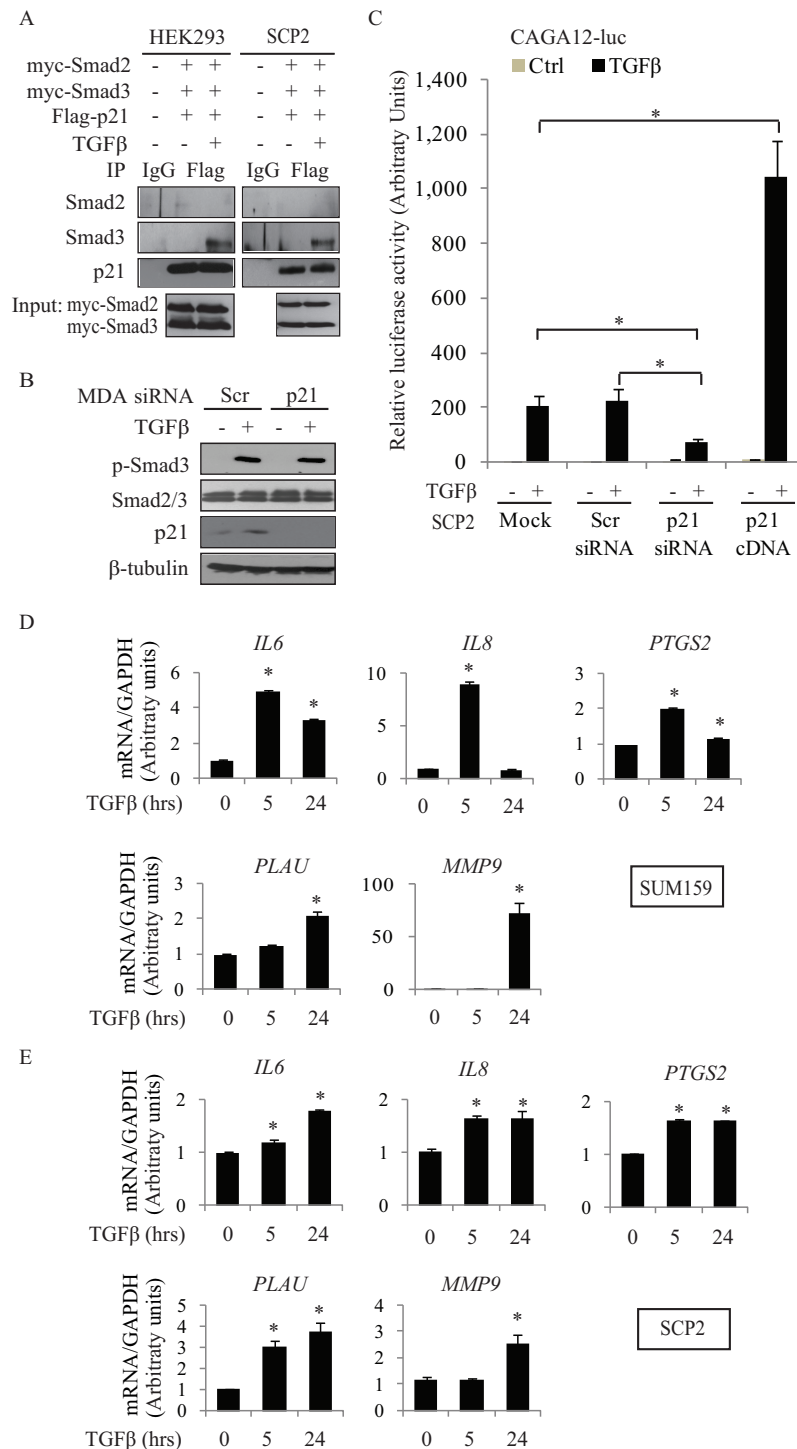 A
HEK293 SCP2
myc-Smad2 - + + - + +
myc-Smad3 - + + - + +
Flag-p21 - + + - + +
TGFβ - - + - - +
IP IgG Flag IgG Flag
Smad2
Smad3
p21
Input: myc-Smad2
myc-Smad3
B
MDA siRNA Scr p21
TGFβ - + - +
p-Smad3
Smad2/3
p21
β-tubulin
C
CAGA12-luc
Ctrl TGFβ
Relative luciferase activity (Arbitraty Units)
1,400
1,200
1,000
800
600
400
200
0
*
*
*
TGFβ - + - + - + - +
SCP2 Mock Scr siRNA p21 siRNA p21 cDNA
D
IL6 IL8 PTGS2
mRNA/GAPDH
(Arbitraty units)
6 4 2 0
* *
10 5 0
*
3 2 1 0
* *
TGFβ (hrs) 0 5 24 0 5 24 0 5 24
PLAU MMP9
mRNA/GAPDH
(Arbitraty units)
3 2 1 0
*
100 50 0
*
SUM159
TGFβ (hrs) 0 5 24 0 5 24
E
IL6 IL8 PTGS2
mRNA/GAPDH
(Arbitraty units)
2 1 0
* *
2 1 0
* *
2 1 0
* *
TGFβ (hrs) 0 5 24 0 5 24 0 5 24
PLAU MMP9
mRNA/GAPDH
(Arbitraty units)
5 4 3 2 1 0
* *
4 3 2 1 0
*
SCP2
TGFβ (hrs) 0 5 24 0 5 24